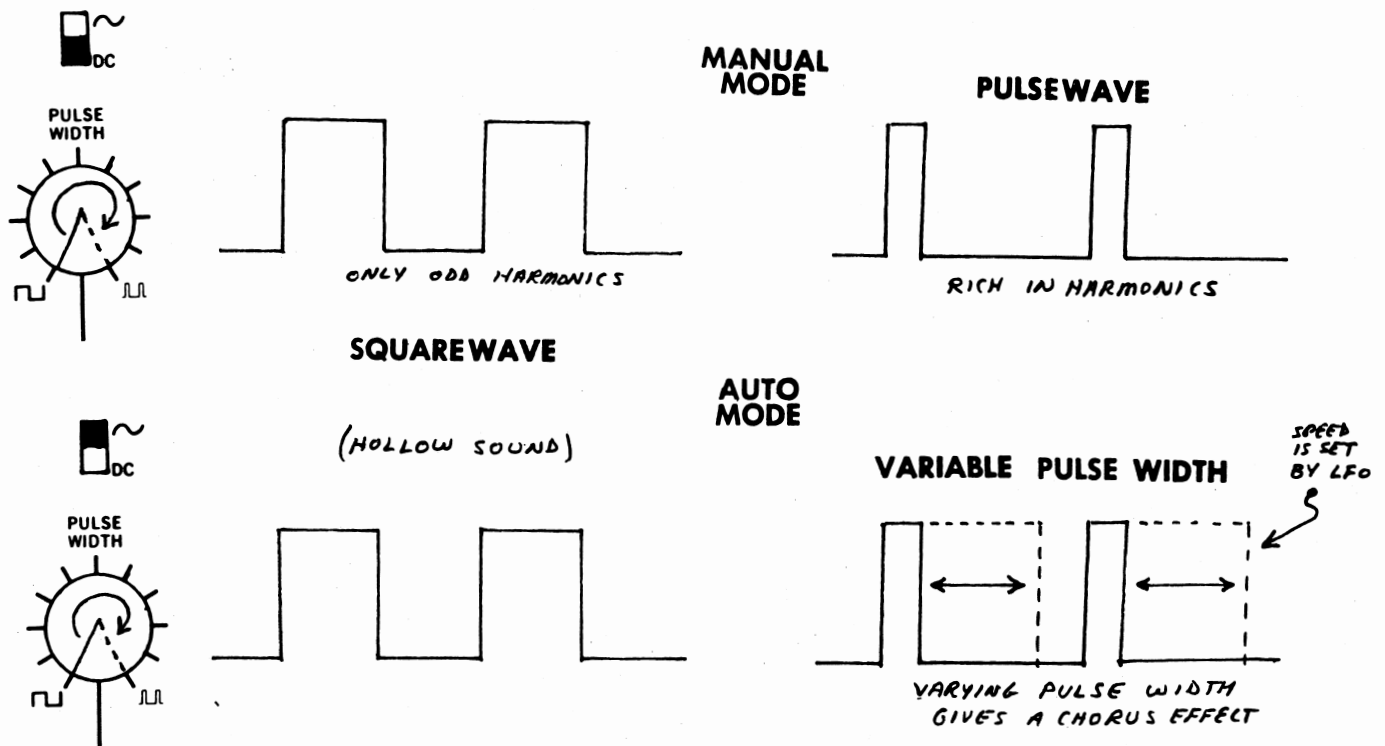 DC
PULSE
WIDTH
MANUAL
MODE
PULSEWAVE
ONLY ODD HARMONICS
RICH IN HARMONICS
SQUAREWAVE
AUTO
MODE
(HOLLOW SOUND)
DC
PULSE
WIDTH
VARIABLE PULSE WIDTH
SPEED
IS SET
BY LFO
VARYING PULSE WIDTH
GIVES A CHORUS EFFECT